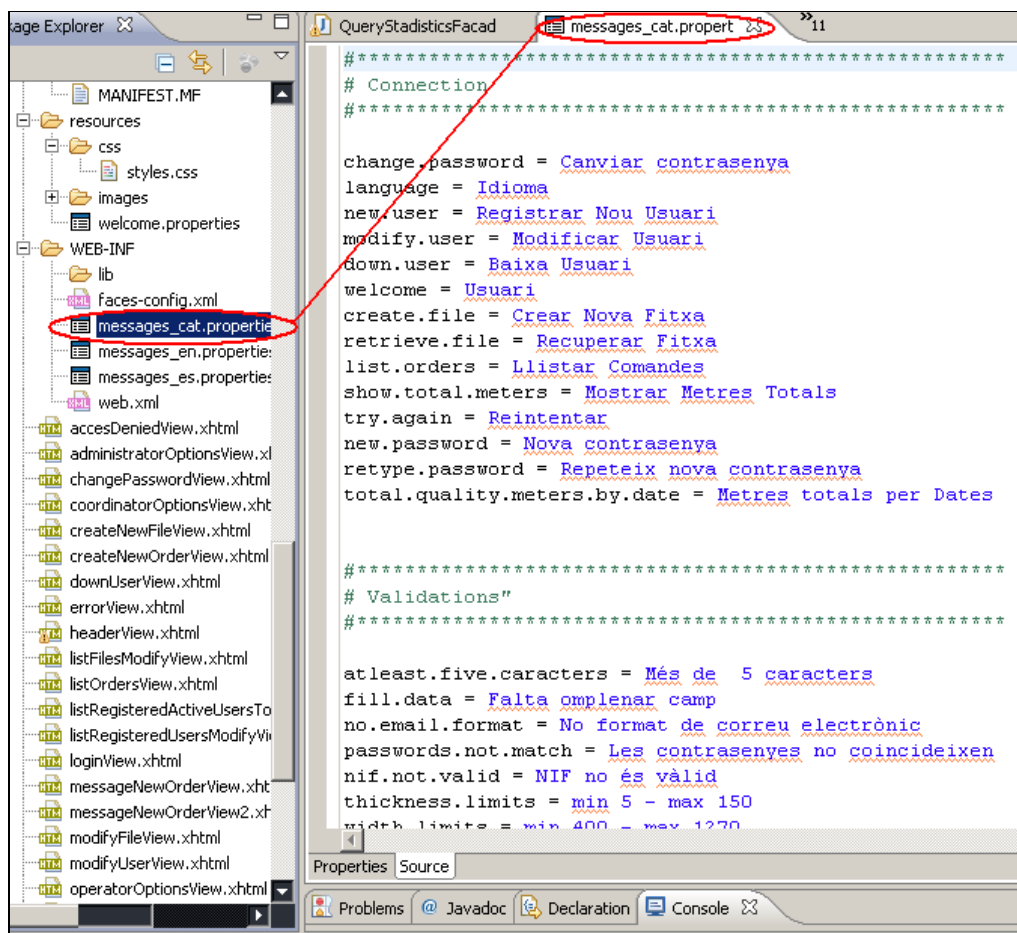 kage Explorer
MANIFEST.MF
resources
css
styles.css
images
welcome.properties
WEB-INF
lib
faces-config.xml
messages_cat.propertie
messages_en.properties
messages_es.properties
web.xml
accesDeniedView.xhtml
administratorOptionsView.xl
changePasswordView.xhtml
coordinatorOptionsView.xht
createNewFileView.xhtml
createNewOrderView.xhtml
downUserView.xhtml
errorView.xhtml
headerView.xhtml
listFilesModifyView.xhtml
listOrdersView.xhtml
listRegisteredActiveUsersTo
listRegisteredUsersModifyVi
loginView.xhtml
messageNewOrderView.xht
messageNewOrderView2.xh
modifyFileView.xhtml
modifyUserView.xhtml
operatorOptionsView.xhtml
QueryStadisticsFacad messages_cat.propert »11
#******************************************************
# Connection
#******************************************************
change.password = Canviar contrasenya
language = Idioma
new.user = Registrar Nou Usuari
modify.user = Modificar Usuari
down.user = Baixa Usuari
welcome = Usuari
create.file = Crear Nova Fitxa
retrieve.file = Recuperar Fitxa
list.orders = Llistar Comandes
show.total.meters = Mostrar Metres Totals
try.again = Reintentar
new.password = Nova contrasenya
retype.password = Repeteix nova contrasenya
total.quality.meters.by.date = Metres totals per Dates
#******************************************************
# Validations"
#******************************************************
atleast.five.caracters = Més de  5 caracters
fill.data = Falta omplenar camp
no.email.format = No format de correu electrònic
passwords.not.match = Les contrasenyes no coincideixen
nif.not.valid = NIF no és vàlid
thickness.limits = min 5 - max 150
width.limits = min 400 - max 1270
Properties Source
Problems @ Javadoc Declaration Console